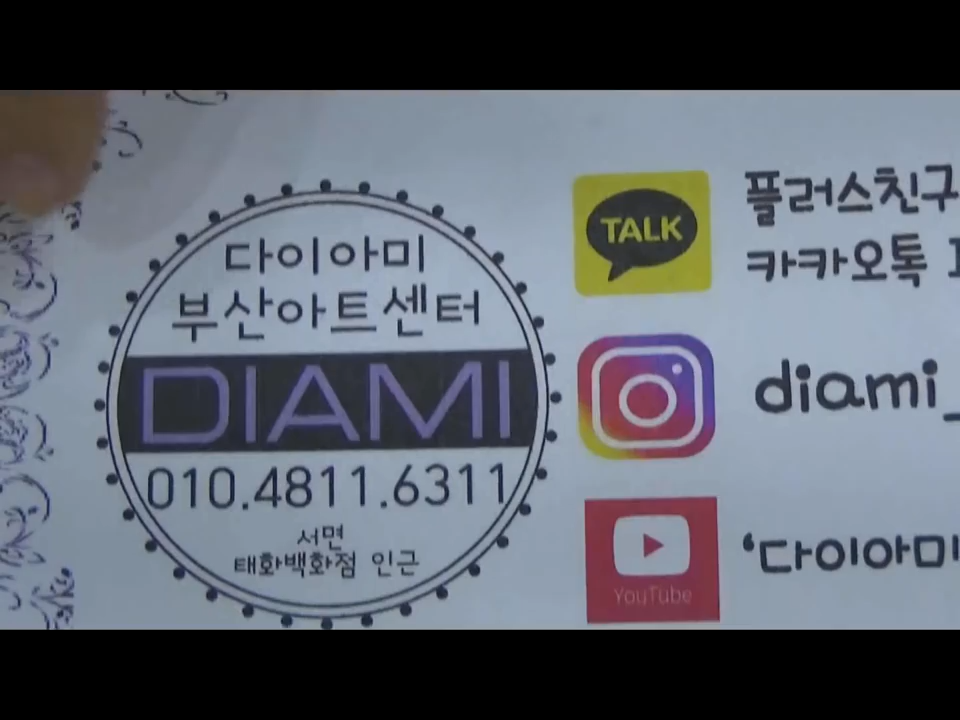 다이아미
부산아트센터
DIAMI
010.4811.6311
서면
태화백화점 인근
TALK
플러스친구
카카오톡
diami_
YouTube
'다이아미